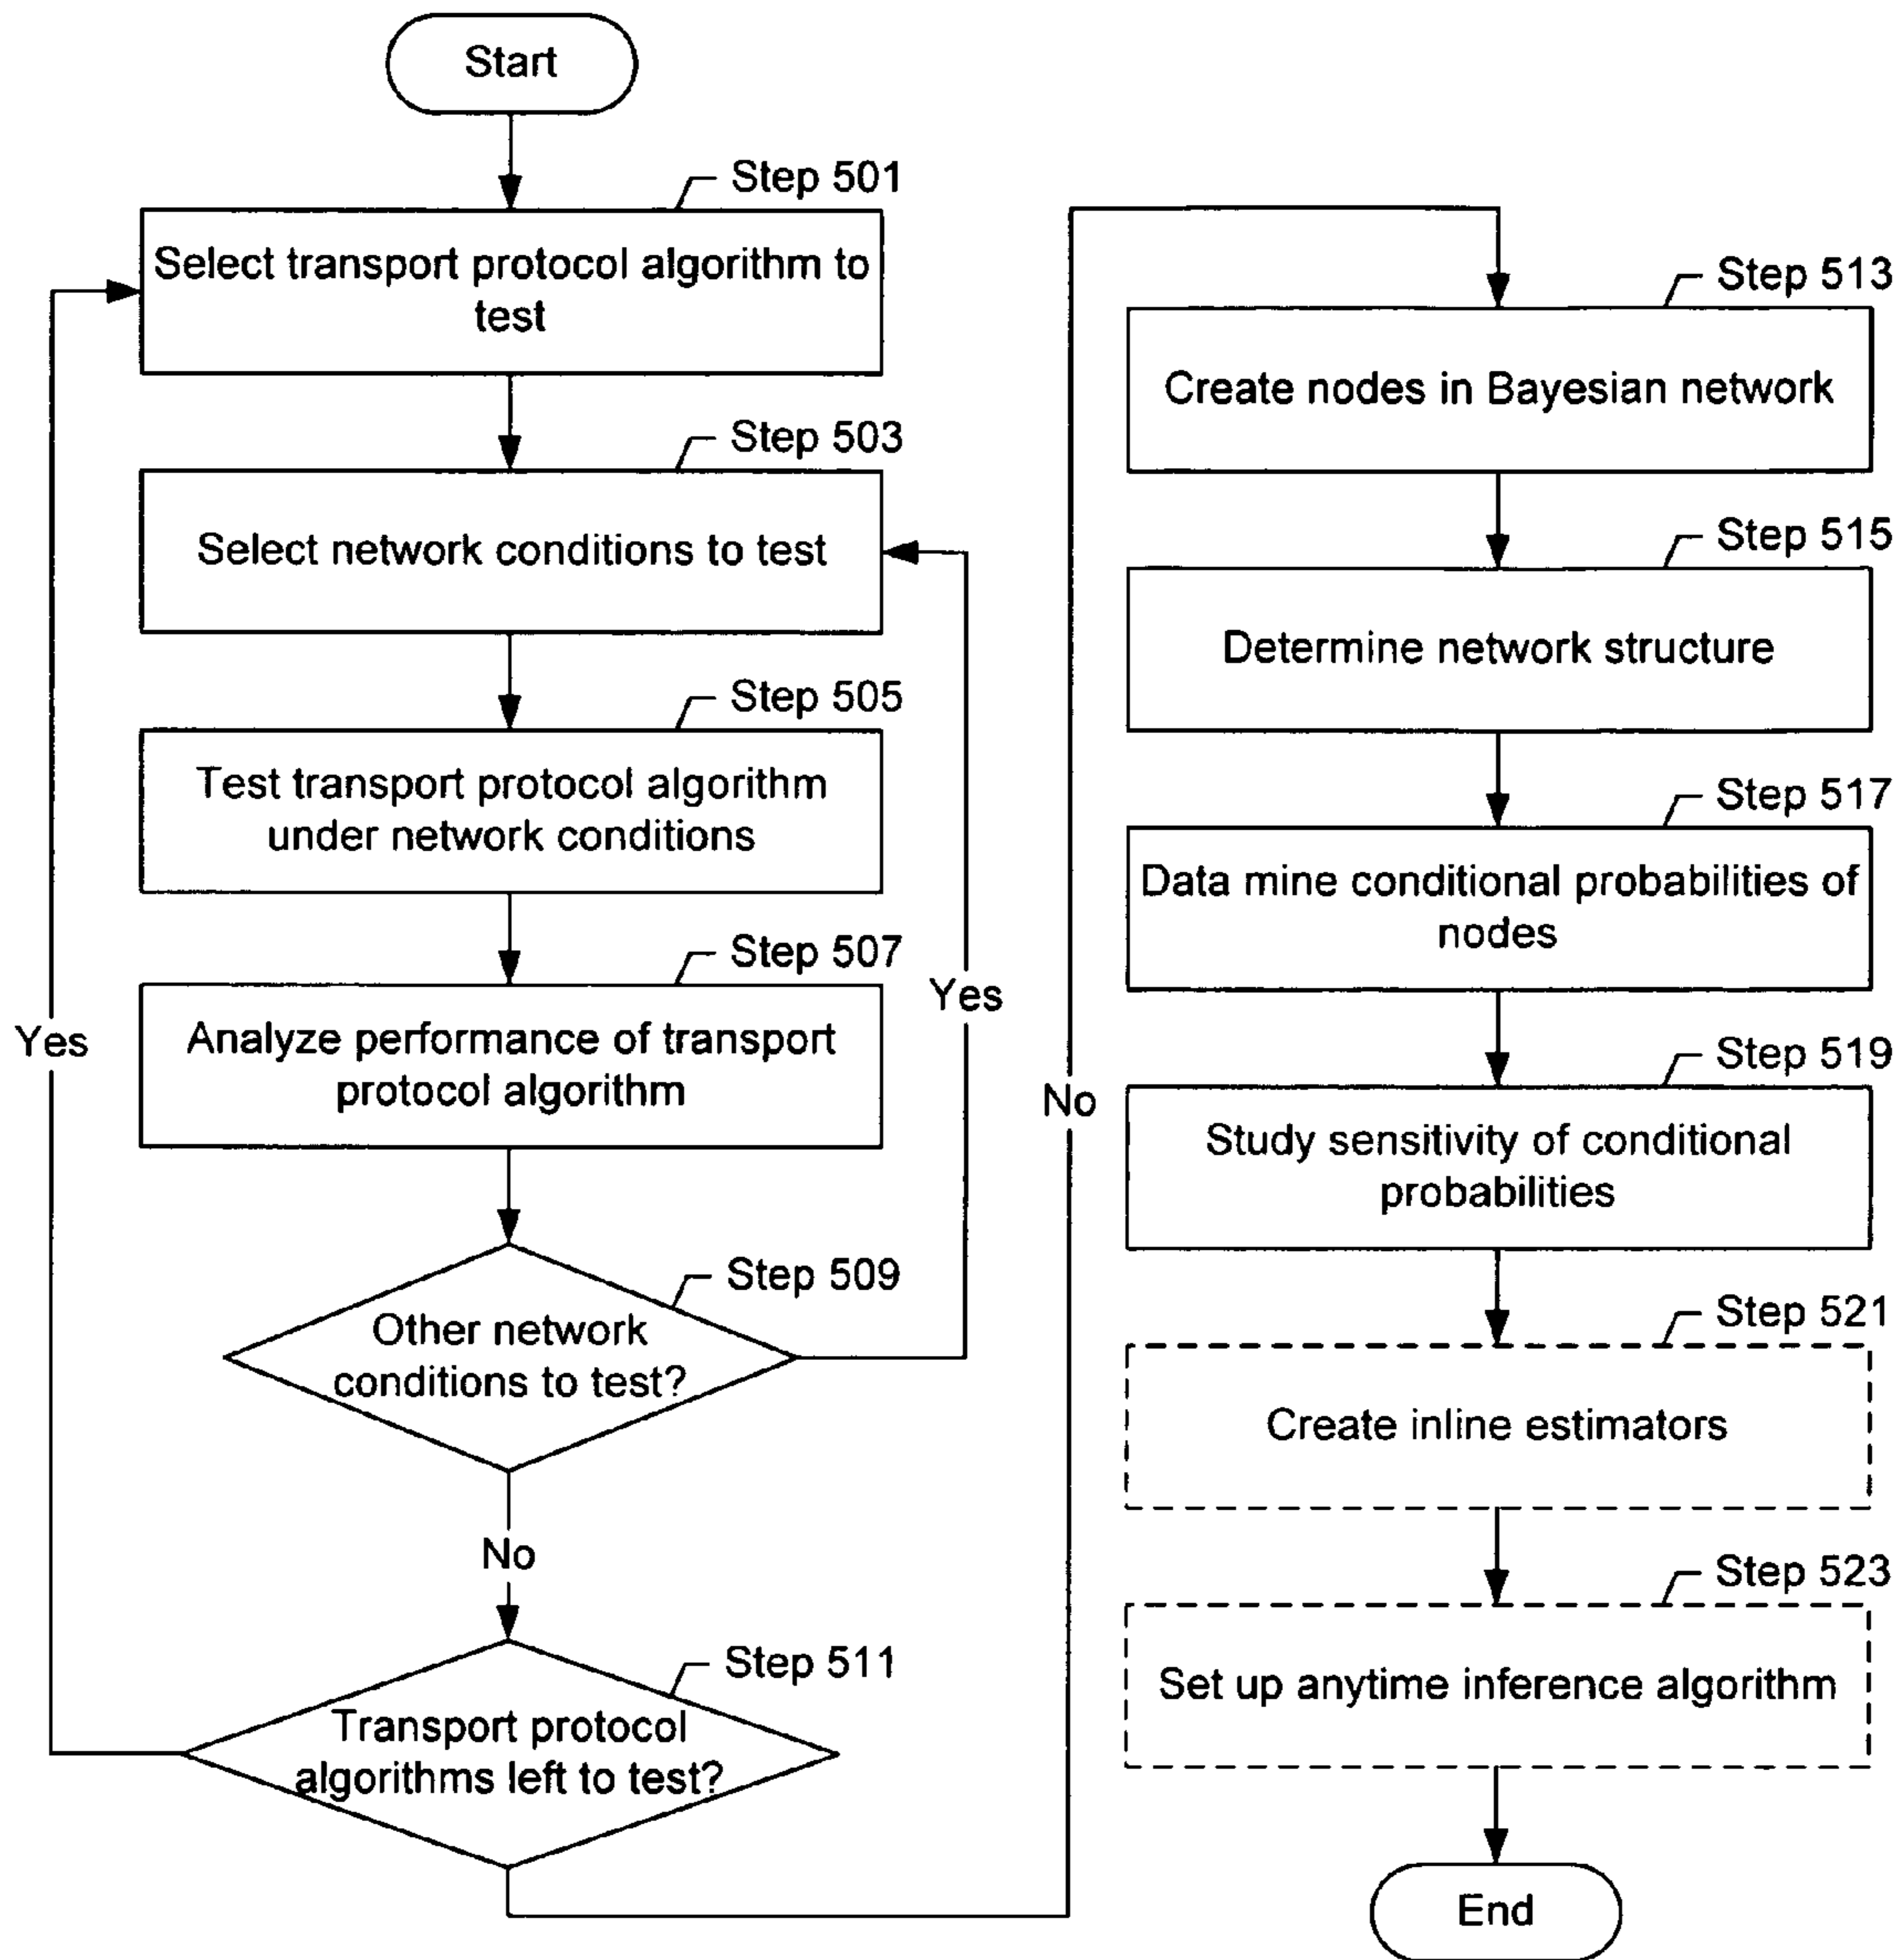 Start
Step 501
Select transport protocol algorithm to
test
Step 503
Select network conditions to test
Step 505
Test transport protocol algorithm
under network conditions
Step 507
Analyze performance of transport
protocol algorithm
Yes
Yes
Step 509
Other network
conditions to test?
No
Step 511
Transport protocol
algorithms left to test?
No
Step 513
Create nodes in Bayesian network
Step 515
Determine network structure
Step 517
Data mine conditional probabilities of
nodes
Step 519
Study sensitivity of conditional
probabilities
Step 521
Create inline estimators
Step 523
Set up anytime inference algorithm
End